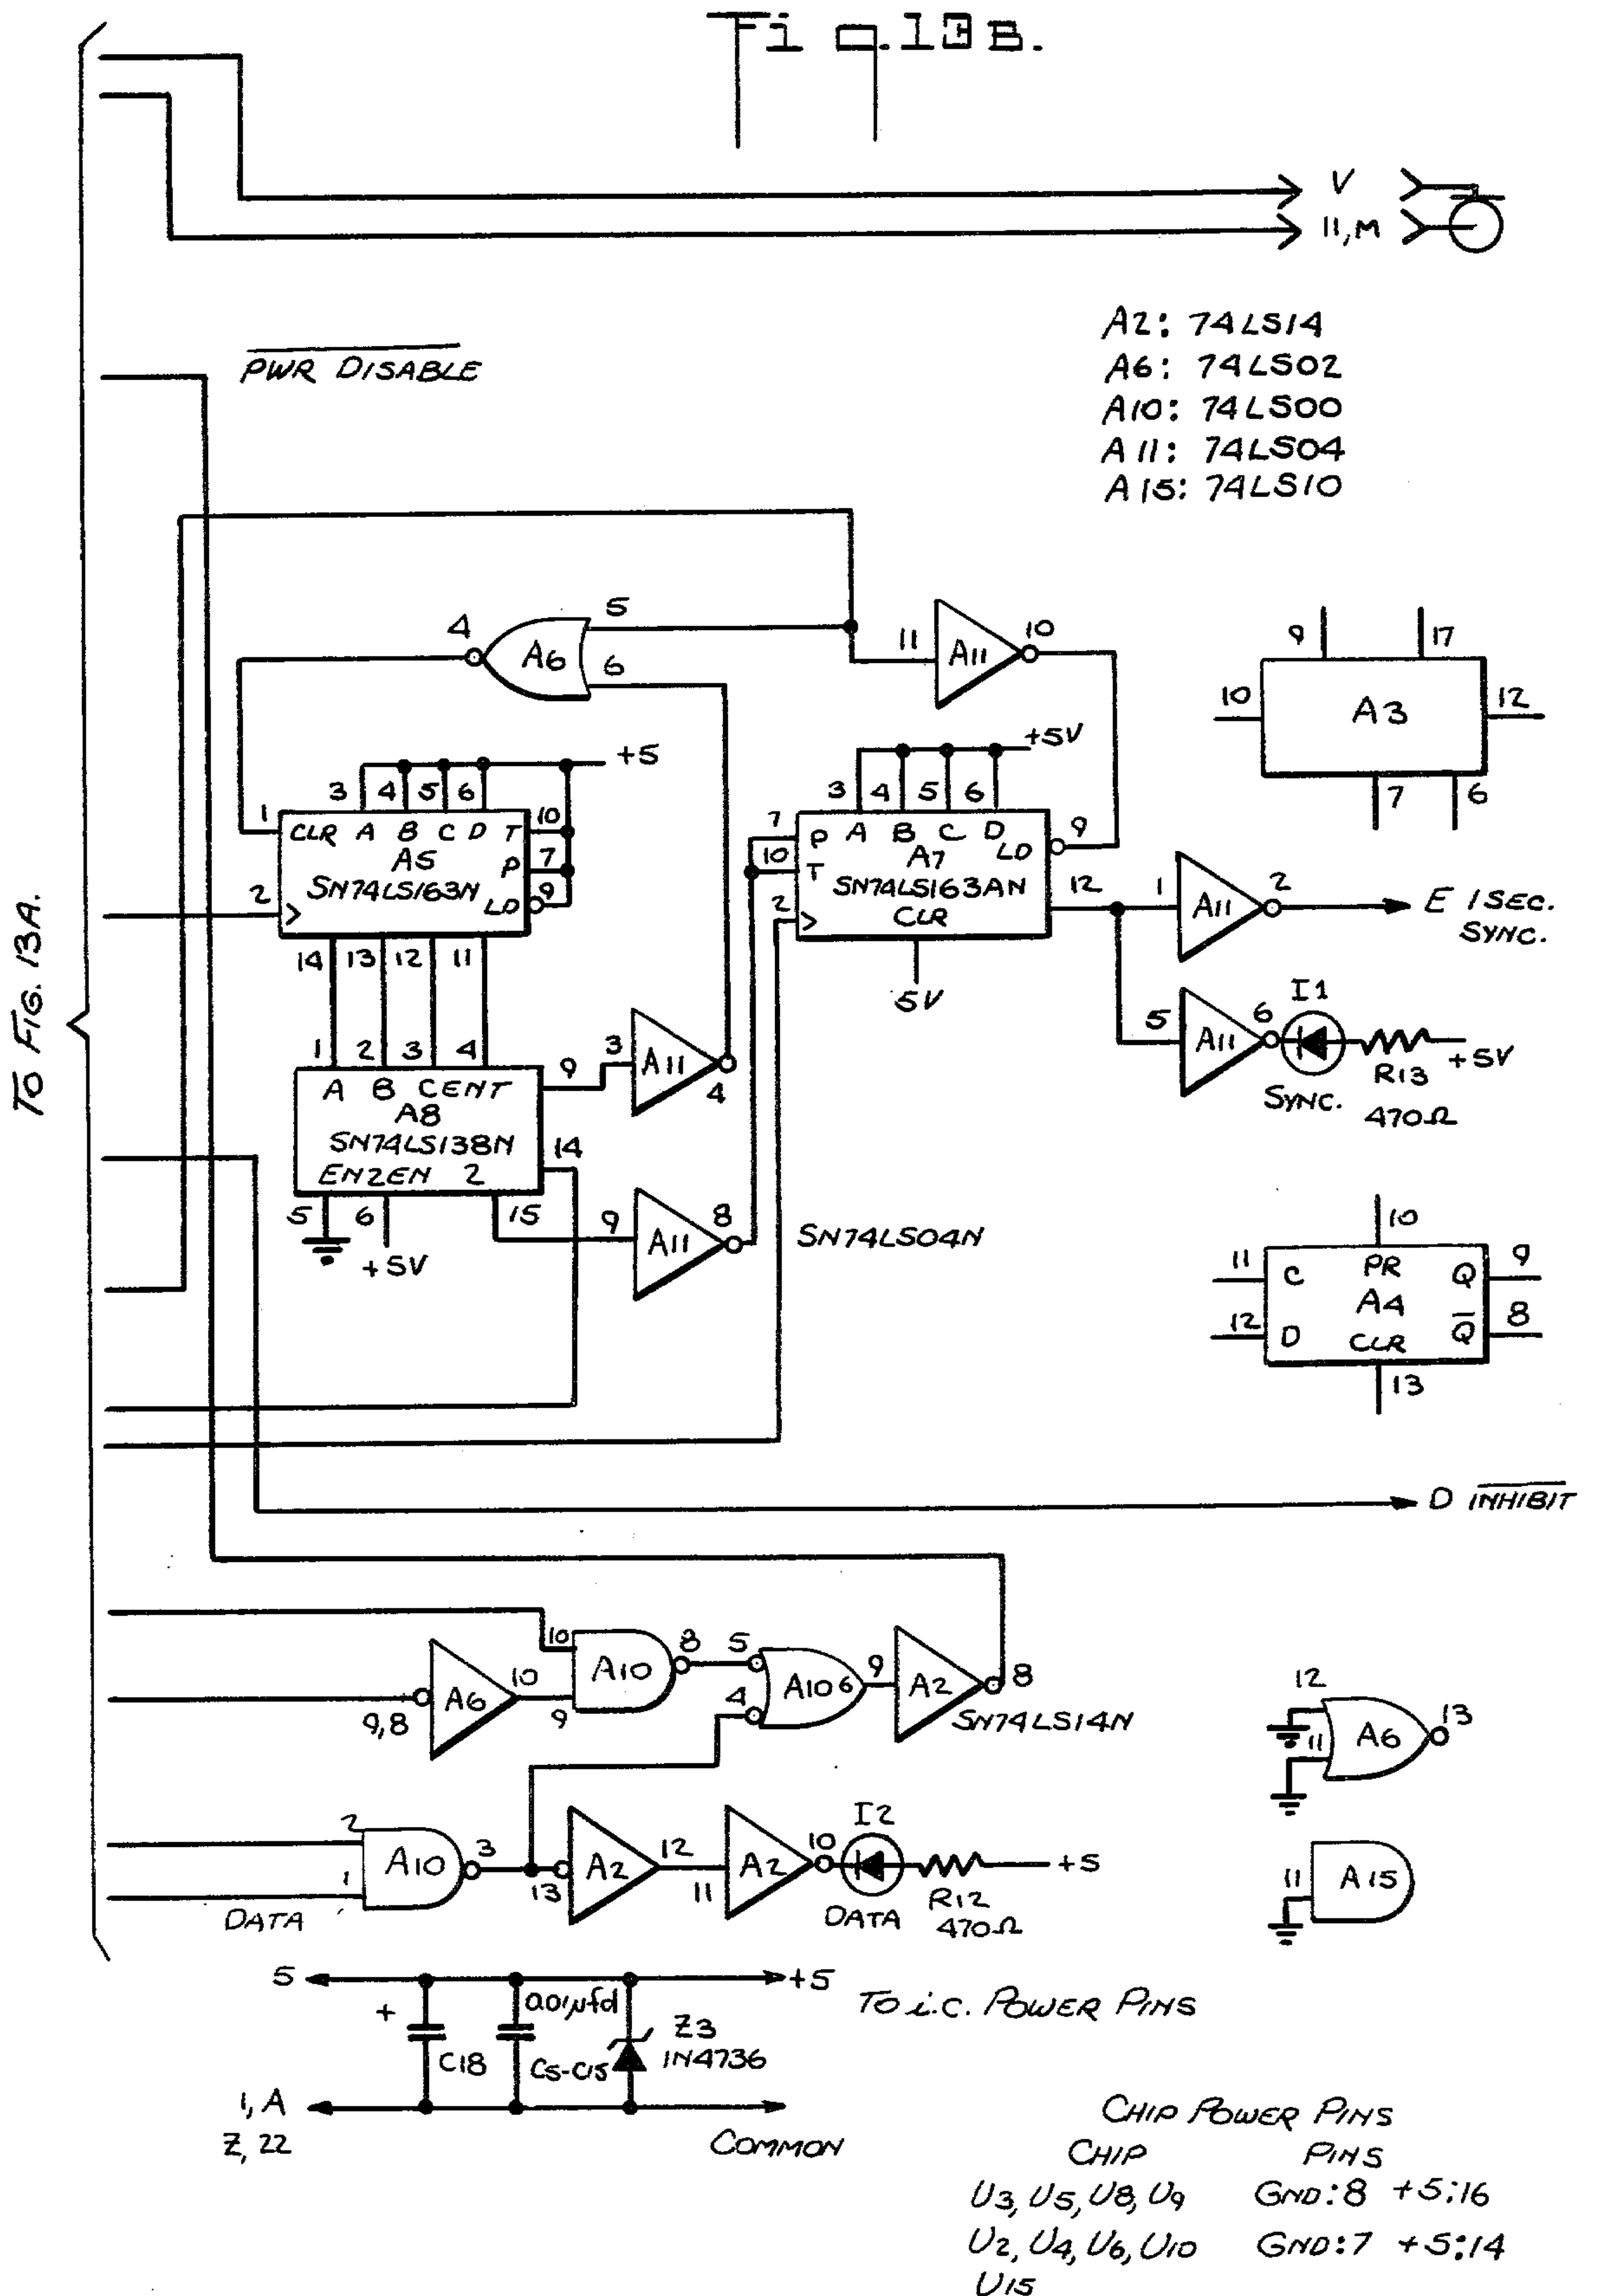 Fig. 13B.
V
11, M
A2: 74LS14
A6: 74LS02
A10: 74LS00
A11: 74LS04
A15: 74LS10
PWR DISABLE
TO FIG. 13A.
4
A6
5
6
11
A11
10
9
17
10
A3
12
7
6
+5
3 4 5 6
1
CLR A B C D T 10
A5
P 7
SN74LS163N
2
LD 9
14 13 12 11
+5V
3 4 5 6
7
P A B C D
9
10
T
A7
LD
SN74LS163AN
2
CLR
12
5V
1
A11
2
E 1SEC.
SYNC.
5
A11
6
I1
SYNC.
R13
470Ω
+5V
1 2 3 4
A B C ENT
9
A8
SN74LS138N
14
EN2EN 2
5
6
+5V
15
3
A11
4
9
A11
8
SN74LS04N
10
11
C
PR
Q
9
A4
12
D
CLR
Q̅
8
13
D INHIBIT
9,8
A6
10
10
9
A10
8
5
4
A10 6
9
A2
8
SN74LS14N
12
11
A6
13
2
1
A10
3
DATA
13
A2
12
11
A2
10
I2
DATA
R12
470Ω
+5
11
A15
5
+5
TO i.c. POWER PINS
+
C18
0.01µfd
C5-C15
Z3
1N4736
1, A
Z, 22
COMMON
CHIP POWER PINS
CHIP PINS
U3, U5, U8, U9 GND:8 +5:16
U2, U4, U6, U10 GND:7 +5:14
U15